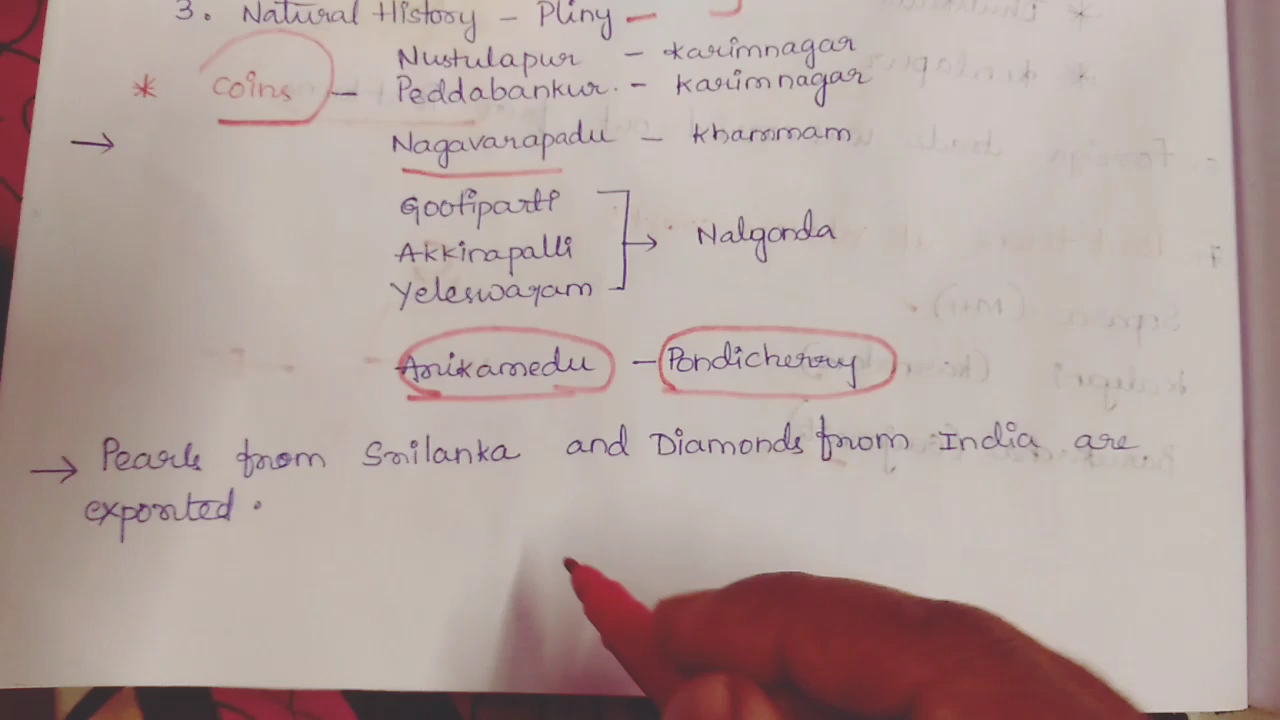 3. Natural History - Pliny -
Nustulapur - Karimnagar
* coins - Peddabankur. - Karimnagar
→ Nagavarapadu - Khammam
Gootiparti
Akkinapalli → Nalgonda
Yeleswaram
Arikamedu - Pondicherry
→ Pearls from Srilanka and Diamonds from India are
exported.